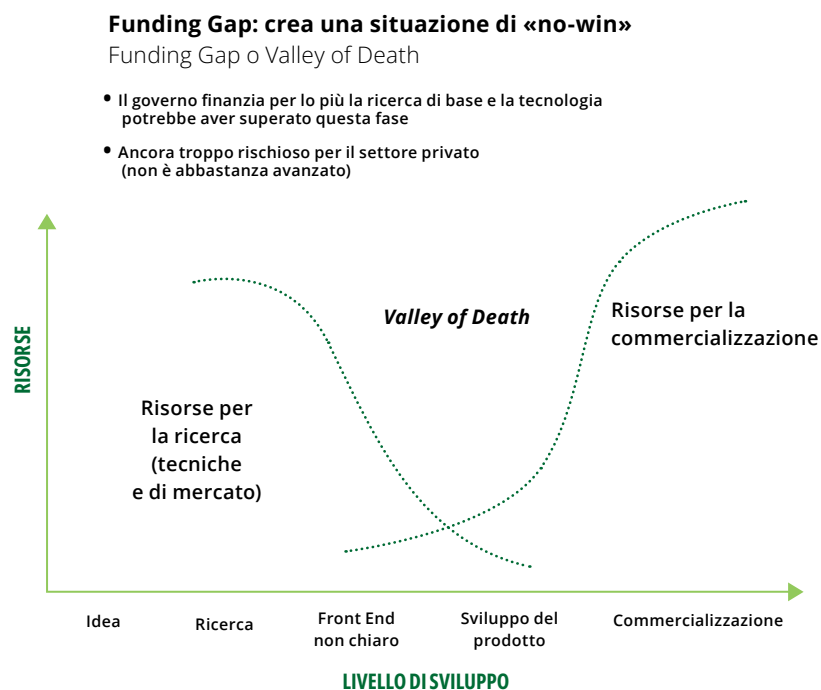 Funding Gap: crea una situazione di «no-win»
Funding Gap o Valley of Death
• Il governo finanzia per lo più la ricerca di base e la tecnologia
potrebbe aver superato questa fase
• Ancora troppo rischioso per il settore privato
(non è abbastanza avanzato)
RISORSE
Valley of Death
Risorse per la
commercializzazione
Risorse per
la ricerca
(tecniche
e di mercato)
Idea
Ricerca
Front End
non chiaro
Sviluppo del
prodotto
Commercializzazione
LIVELLO DI SVILUPPO